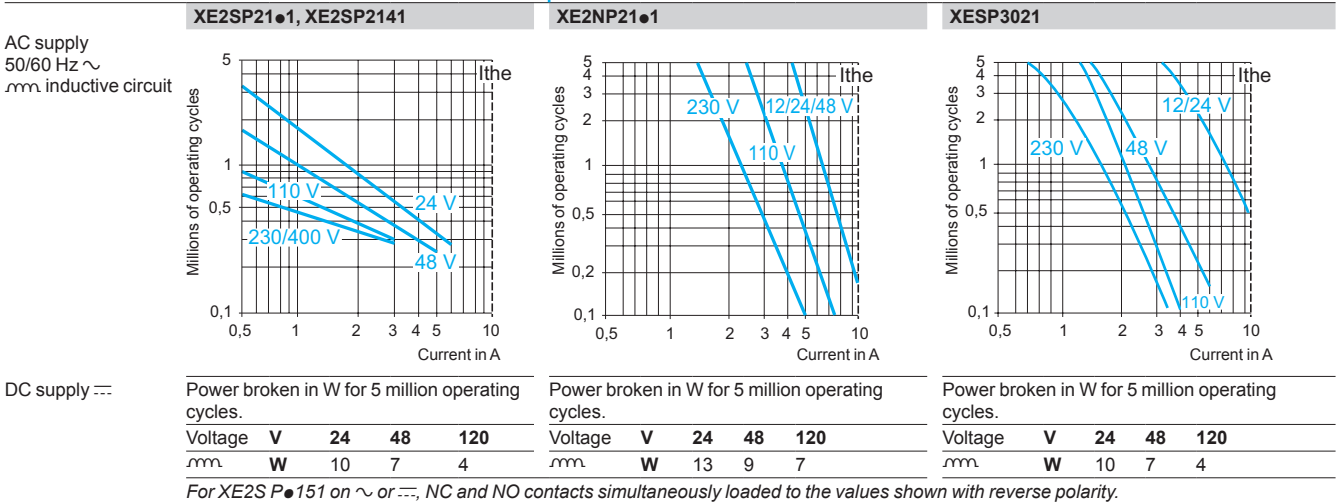 XE2SP21●1, XE2SP2141
XE2NP21●1
XESP3021
AC supply
50/60 Hz ∼
inductive circuit
Millions of operating cycles
5
1
0,5
0,1
0,5 1 2 3 4 5 10
Current in A
Ithe
110 V
230/400 V
24 V
48 V
Millions of operating cycles
5
4
3
2
1
0,5
0,2
0,1
0,5 1 2 3 4 5 10
Current in A
Ithe
230 V
12/24/48 V
110 V
Millions of operating cycles
5
4
3
2
1
0,5
0,1
0,5 1 2 3 4 5 10
Current in A
Ithe
12/24 V
230 V
48 V
110 V
DC supply ⎓
Power broken in W for 5 million operating
cycles.
Voltage V 24 48 120
W 10 7 4
Power broken in W for 5 million operating
cycles.
Voltage V 24 48 120
W 13 9 7
Power broken in W for 5 million operating
cycles.
Voltage V 24 48 120
W 10 7 4
For XE2S P●151 on ∼ or ⎓, NC and NO contacts simultaneously loaded to the values shown with reverse polarity.